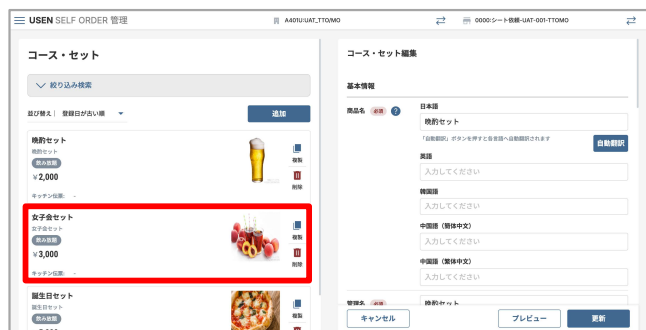 USEN SELF ORDER 管理
A401U:UAT_TTO/MO
0000:シート依頼-UAT-001-TTOMO
コース・セット
絞り込み検索
並び替え｜ 登録日が古い順
追加
晩酌セット
晩酌セット
飲み放題
¥2,000
キッチン伝票: -
複製
削除
女子会セット
女子会セット
飲み放題
¥3,000
キッチン伝票: -
複製
削除
誕生日セット
誕生日セット
飲み放題
複製
コース・セット編集
基本情報
商品名 必須 ?
日本語
晩酌セット
「自動翻訳」ボタンを押すと各言語へ自動翻訳されます
自動翻訳
英語
入力してください
韓国語
入力してください
中国語（簡体中文）
入力してください
中国語（繁体中文）
入力してください
管理名 必須
晩酌セット
キャンセル
プレビュー
更新